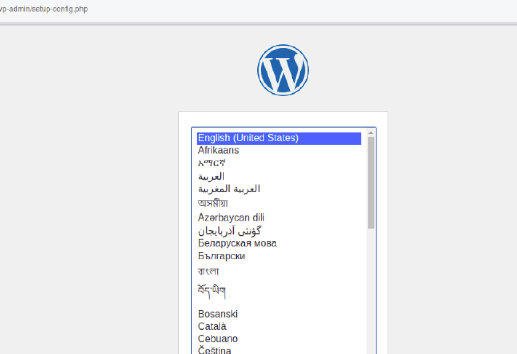 vp-admin/setup-config.php
English (United States)
Afrikaans
አማርኛ
العربية
العربية المغربية
অসমীয়া
Azərbaycan dili
گؤنئی آذربایجان
Беларуская мова
Български
বাংলা
བོད་ཡིག
Bosanski
Català
Cebuano
Čeština